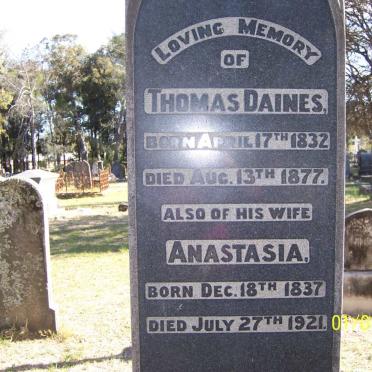 LOVING MEMORY
OF
THOMAS DAINES,
BORN APRIL 17TH 1832
DIED AUG. 13TH 1877.
ALSO OF HIS WIFE
ANASTASIA,
BORN DEC. 18TH 1837
DIED JULY 27TH 1921.